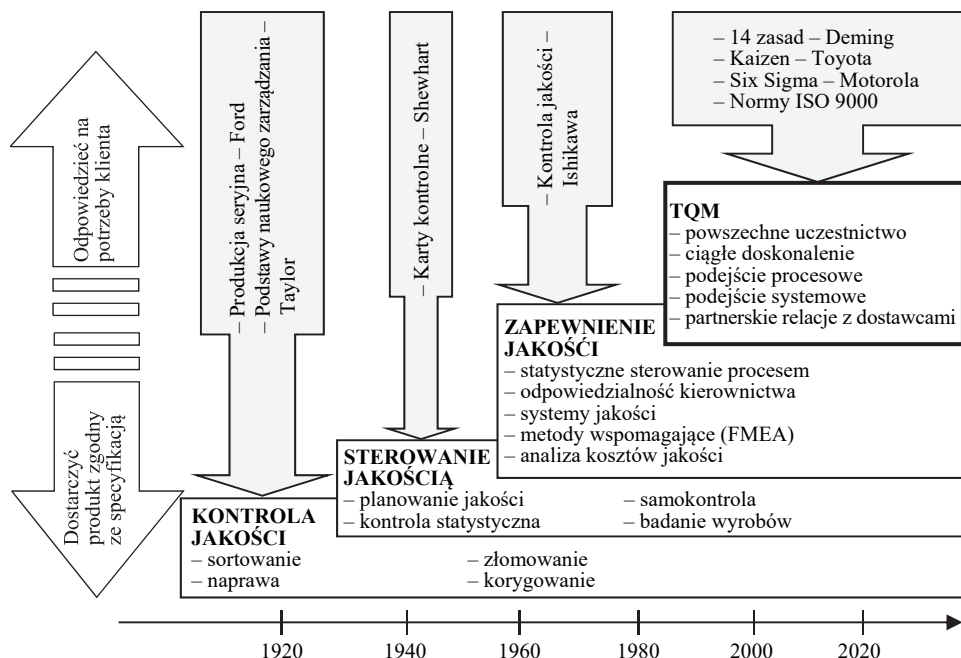 Odpowiedzieć na
potrzeby klienta
Dostarczyć
produkt zgodny
ze specyfikacją
– Produkcja seryjna – Ford
– Podstawy naukowego zarządzania –
Taylor
– Karty kontrolne – Shewhart
– Kontrola jakości –
Ishikawa
– 14 zasad – Deming
– Kaizen – Toyota
– Six Sigma – Motorola
– Normy ISO 9000
TQM
– powszechne uczestnictwo
– ciągłe doskonalenie
– podejście procesowe
– podejście systemowe
– partnerskie relacje z dostawcami
ZAPEWNIENIE
JAKOŚĆI
– statystyczne sterowanie procesem
– odpowiedzialność kierownictwa
– systemy jakości
– metody wspomagające (FMEA)
– analiza kosztów jakości
STEROWANIE
JAKOŚCIĄ
– planowanie jakości
– kontrola statystyczna
– samokontrola
– badanie wyrobów
KONTROLA
JAKOŚCI
– sortowanie
– naprawa
– złomowanie
– korygowanie
1920 1940 1960 1980 2000 2020